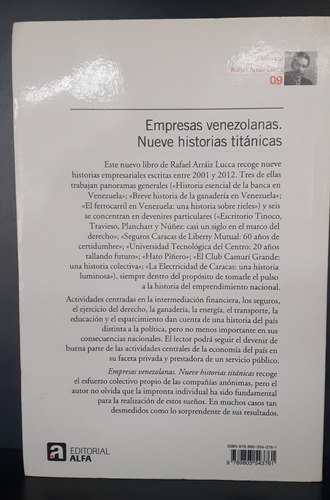 biblioteca
Rafael Arráiz Lucca
09
Empresas venezolanas.
Nueve historias titánicas
Este nuevo libro de Rafael Arráiz Lucca recoge nueve
historias empresariales escritas entre 2001 y 2012. Tres de ellas
trabajan panoramas generales («Historia esencial de la banca en
Venezuela»; «Breve historia de la ganadería en Venezuela»;
«El ferrocarril en Venezuela: una historia sobre rieles») y seis
se concentran en devenires particulares («Escritorio Tinoco,
Travieso, Planchart y Núñez: casi un siglo en el marco del
derecho»; «Seguros Caracas de Liberty Mutual: 60 años de
certidumbre»; «Universidad Tecnológica del Centro: 20 años
tallando futuro»; «Hato Piñero»; «El Club Camurí Grande:
una historia colectiva»; «La Electricidad de Caracas: una historia
luminosa»), siempre dentro del propósito de tomarle el pulso
a la historia del emprendimiento nacional.
Actividades centradas en la intermediación financiera, los seguros,
el ejercicio del derecho, la ganadería, la energía, el transporte, la
educación y el esparcimiento dan cuenta de una historia del país
distinta a la política, pero no menos importante en sus
consecuencias nacionales. El lector podrá seguir el devenir de
buena parte de las actividades centrales de la economía del país en
su faceta privada y prestadora de un servicio público.
Empresas venezolanas. Nueve historias titánicas recoge
el esfuerzo colectivo propio de las compañías anónimas, pero el
autor no olvida que la impronta individual ha sido fundamental
para la realización de estos sueños. En muchos casos tan
desmedidos como lo sorprendente de sus resultados.
a
EDITORIAL
ALFA
ISBN 978-980-354-376-1
9789803543761